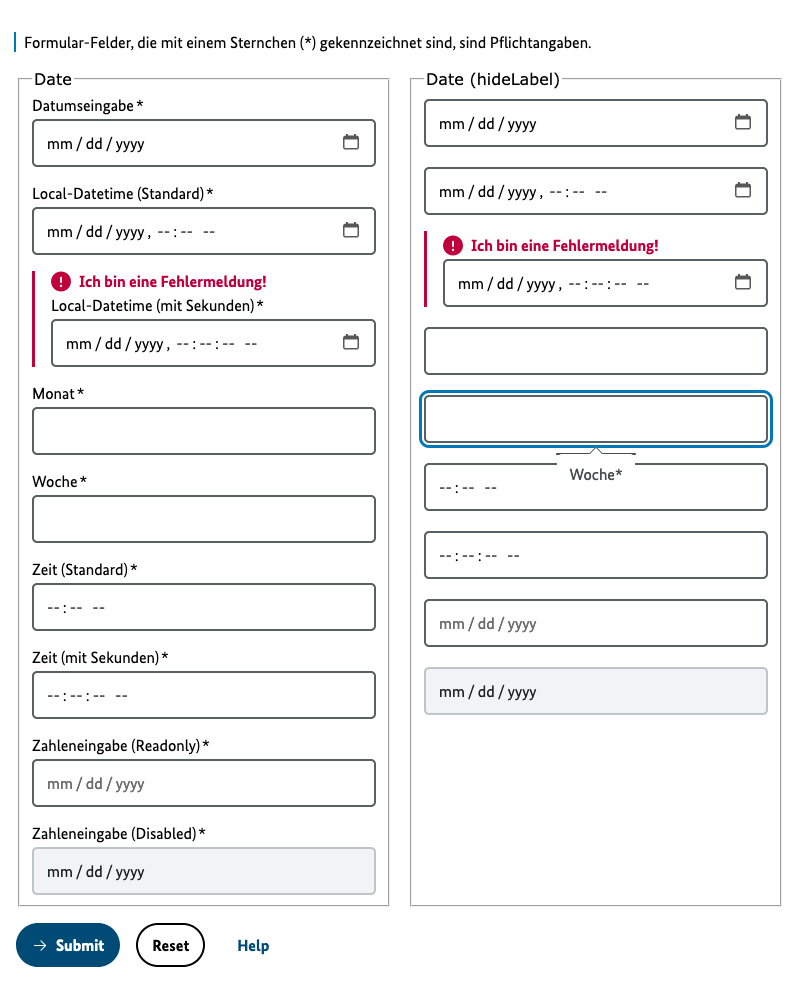 Formular-Felder, die mit einem Sternchen (*) gekennzeichnet sind, sind Pflichtangaben.
Date
Datumseingabe*
mm/dd/yyyy
Local-Datetime (Standard)*
mm/dd/yyyy, --:-- --
Ich bin eine Fehlermeldung!
Local-Datetime (mit Sekunden)*
mm/dd/yyyy, --:--:-- --
Monat*
Woche*
Zeit (Standard)*
--:-- --
Zeit (mit Sekunden)*
--:--:-- --
Zahleneingabe (Readonly)*
mm/dd/yyyy
Zahleneingabe (Disabled)*
mm/dd/yyyy
Date (hideLabel)
mm/dd/yyyy
mm/dd/yyyy, --:-- --
Ich bin eine Fehlermeldung!
mm/dd/yyyy, --:--:-- --
Woche*
--:-- --
--:--:-- --
mm/dd/yyyy
mm/dd/yyyy
Submit
Reset
Help